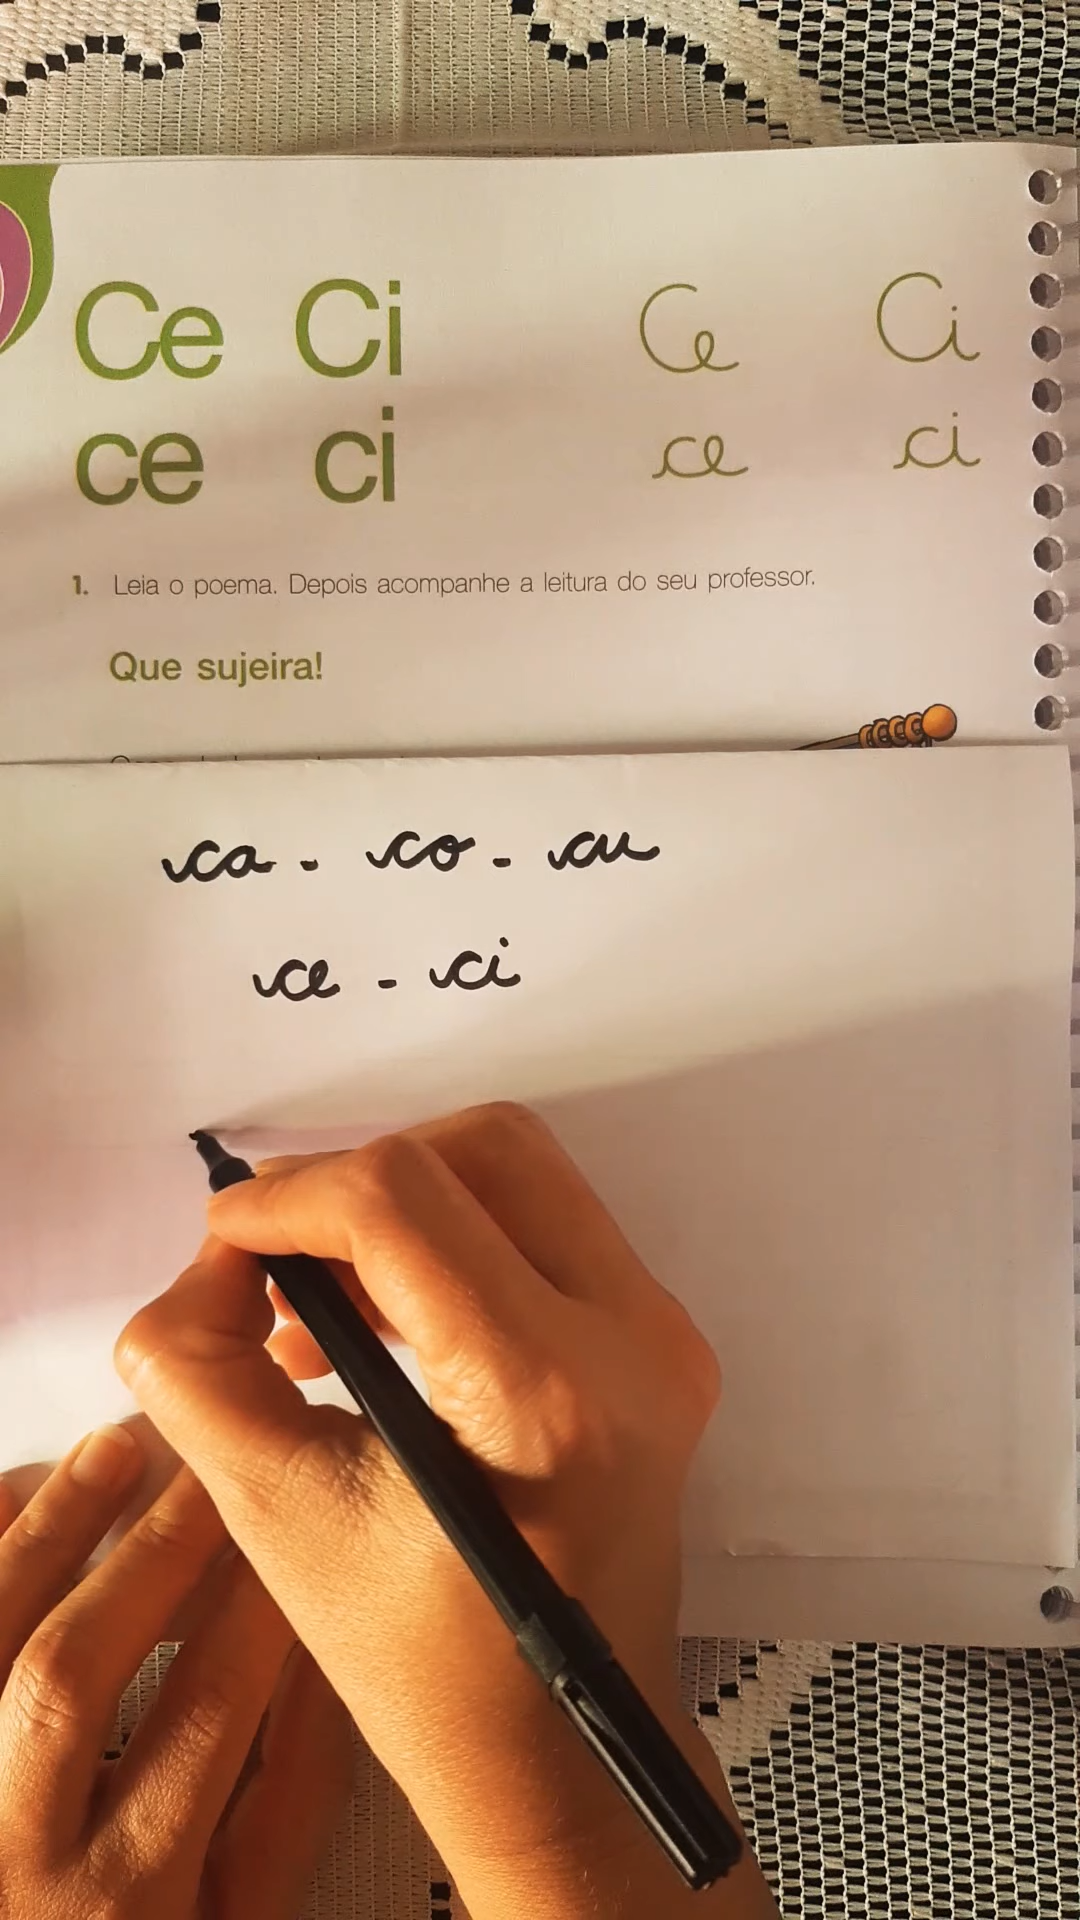 Ce Ci Ce Ci
ce ci ce ci
1. Leia o poema. Depois acompanhe a leitura do seu professor.
Que sujeira!
ca - co - cu
ce - ci